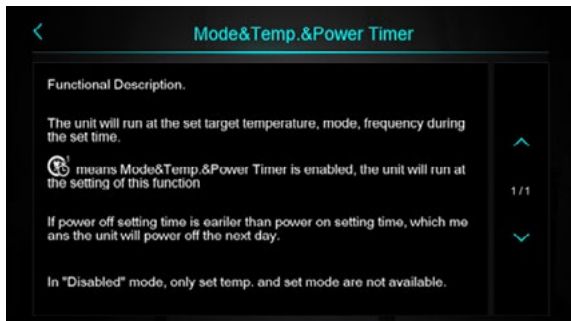 Mode&Temp.&Power Timer
Functional Description.
The unit will run at the set target temperature, mode, frequency during
the set time.
means Mode&Temp.&Power Timer is enabled, the unit will run at
the setting of this function
1/1
If power off setting time is eariler than power on setting time, which me
ans the unit will power off the next day.
In "Disabled" mode, only set temp. and set mode are not available.